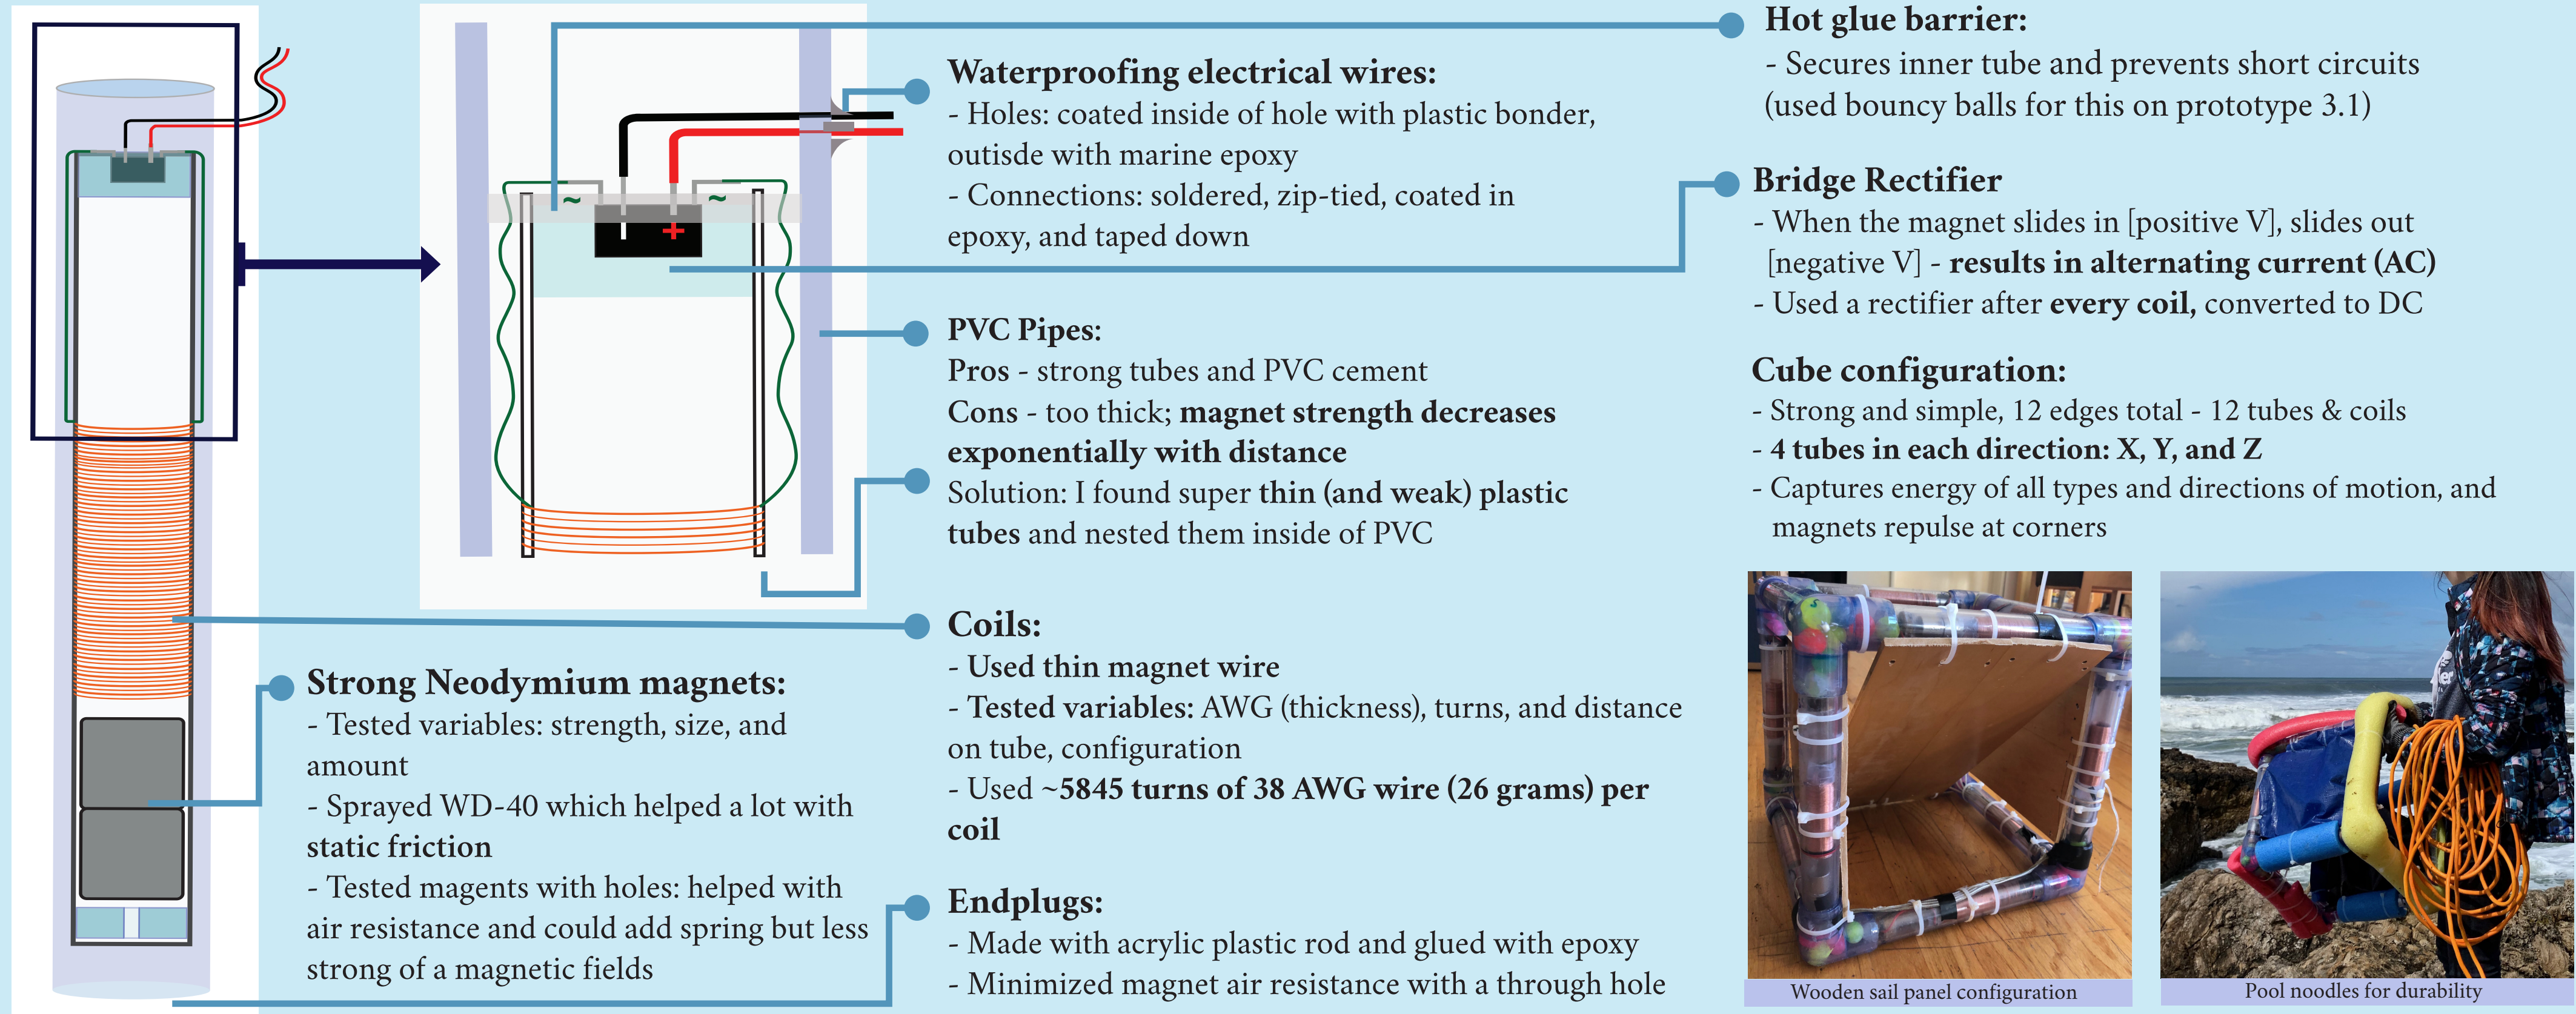 Hot glue barrier:
- Secures inner tube and prevents short circuits
(used bouncy balls for this on prototype 3.1)
Waterproofing electrical wires:
- Holes: coated inside of hole with plastic bonder,
outisde with marine epoxy
- Connections: soldered, zip-tied, coated in
epoxy, and taped down
Bridge Rectifier
- When the magnet slides in [positive V], slides out
[negative V] - results in alternating current (AC)
- Used a rectifier after every coil, converted to DC
~
~
+
PVC Pipes:
Pros - strong tubes and PVC cement
Cons - too thick; magnet strength decreases
exponentially with distance
Solution: I found super thin (and weak) plastic
tubes and nested them inside of PVC
Cube configuration:
- Strong and simple, 12 edges total - 12 tubes & coils
- 4 tubes in each direction: X, Y, and Z
- Captures energy of all types and directions of motion, and
magnets repulse at corners
Coils:
- Used thin magnet wire
- Tested variables: AWG (thickness), turns, and distance
on tube, configuration
- Used ~5845 turns of 38 AWG wire (26 grams) per
coil
Strong Neodymium magnets:
- Tested variables: strength, size, and
amount
- Sprayed WD-40 which helped a lot with
static friction
- Tested magents with holes: helped with
air resistance and could add spring but less
strong of a magnetic fields
Endplugs:
- Made with acrylic plastic rod and glued with epoxy
- Minimized magnet air resistance with a through hole
Wooden sail panel configuration
Pool noodles for durability